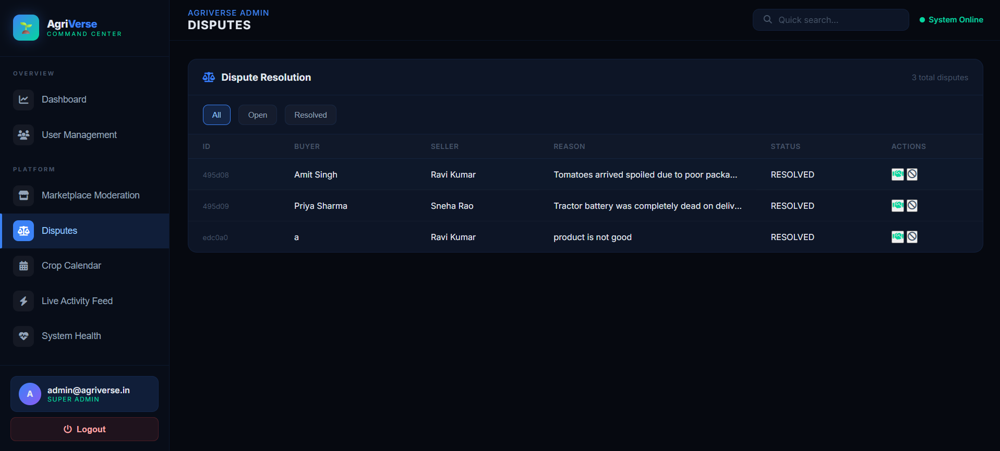 AgriVerse
COMMAND CENTER
OVERVIEW
Dashboard
User Management
PLATFORM
Marketplace Moderation
Disputes
Crop Calendar
Live Activity Feed
System Health
A
admin@agriverse.in
SUPER ADMIN
Logout
AGRIVERSE ADMIN
DISPUTES
Quick search...
System Online
Dispute Resolution
3 total disputes
All Open Resolved
ID BUYER SELLER REASON STATUS ACTIONS
495d08 Amit Singh Ravi Kumar Tomatoes arrived spoiled due to poor packa... RESOLVED
495d09 Priya Sharma Sneha Rao Tractor battery was completely dead on deliv... RESOLVED
edc0a0 a Ravi Kumar product is not good RESOLVED